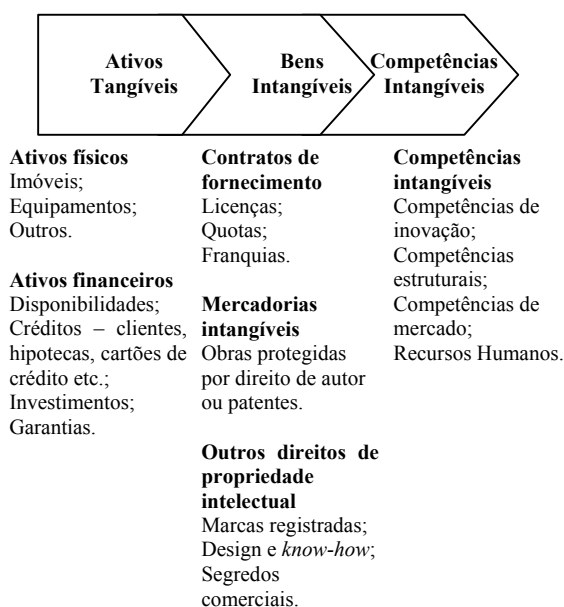 Ativos
Tangíveis
Bens
Intangíveis
Competências
Intangíveis
Ativos físicos
Imóveis;
Equipamentos;
Outros.
Ativos financeiros
Disponibilidades;
Créditos – clientes,
hipotecas, cartões de
crédito etc.;
Investimentos;
Garantias.
Contratos de
fornecimento
Licenças;
Quotas;
Franquias.
Mercadorias
intangíveis
Obras protegidas
por direito de autor
ou patentes.
Outros direitos de
propriedade
intelectual
Marcas registradas;
Design e know-how;
Segredos
comerciais.
Competências
intangíveis
Competências de
inovação;
Competências
estruturais;
Competências de
mercado;
Recursos Humanos.